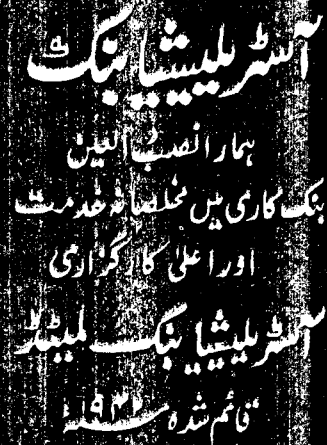 آسٹریلیشیا بنک
ہمارا نصب العین
بنک کاری میں مخلصانہ خدمت
اور اعلیٰ کارگزاری
آسٹریلیشیا بنک لمیٹڈ
قائم شدہ